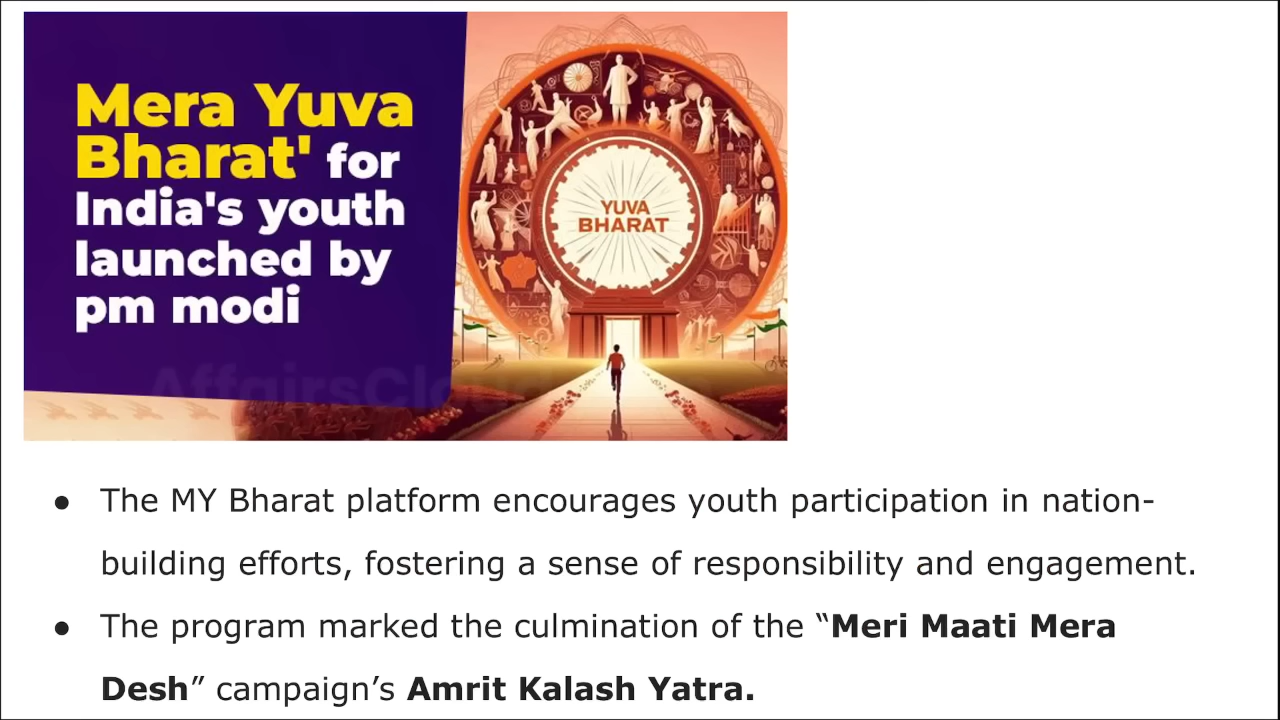 Mera Yuva
Bharat' for
India's youth
launched by
pm modi
YUVA
BHARAT
AffairsCloud
● The MY Bharat platform encourages youth participation in nation-
building efforts, fostering a sense of responsibility and engagement.
● The program marked the culmination of the “Meri Maati Mera
Desh” campaign’s Amrit Kalash Yatra.